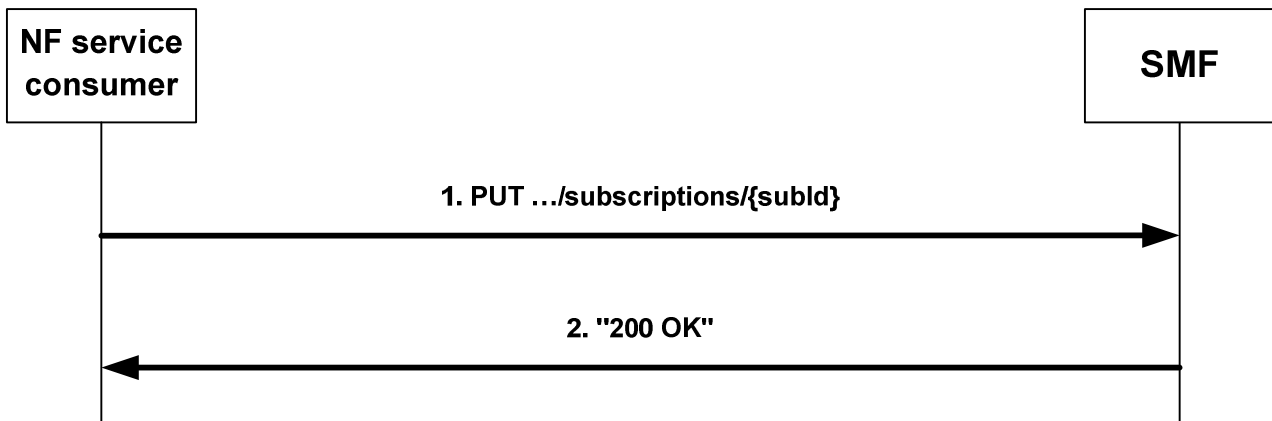 NF service
consumer
SMF
1. PUT …/subscriptions/{subId}
2. "200 OK"